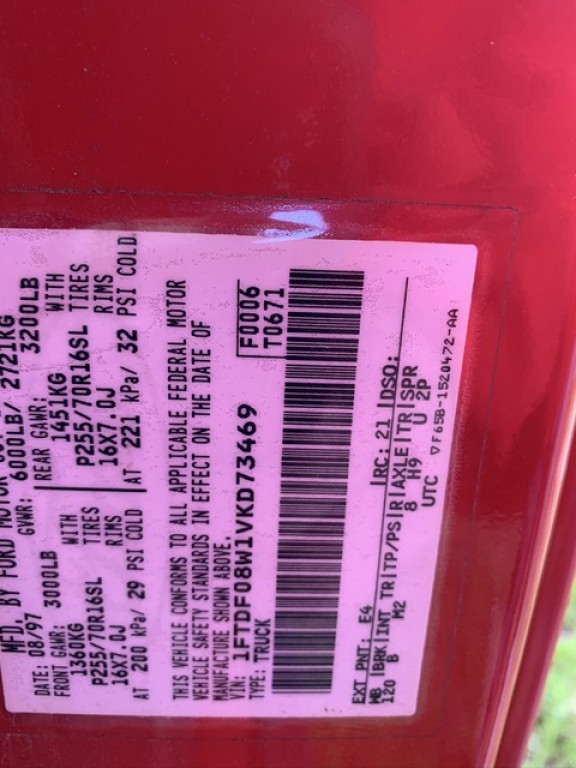 MFD. BY FORD MOTOR
DATE: 08/97 GVWR: 6000LB/ 2721KG
FRONT GAWR: 3000LB REAR GAWR: 3200LB
1360KG WITH 1451KG WITH
P255/70R16SL TIRES P255/70R16SL TIRES
16X7.0J RIMS 16X7.0J RIMS
AT 200 kPa/ 29 PSI COLD AT 221 kPa/ 32 PSI COLD
THIS VEHICLE CONFORMS TO ALL APPLICABLE FEDERAL MOTOR
VEHICLE SAFETY STANDARDS IN EFFECT ON THE DATE OF
MANUFACTURE SHOWN ABOVE.
VIN: 1FTDF08W1VKD73469 F0006
TYPE: TRUCK T0671
EXT PNT: E4 RC: 21 DSO:
WB BRK INT TR TP/PS R AXLE TR SPR
120 B M2 8 H9 U 2P
UTC
▽F65B-1520472-AA